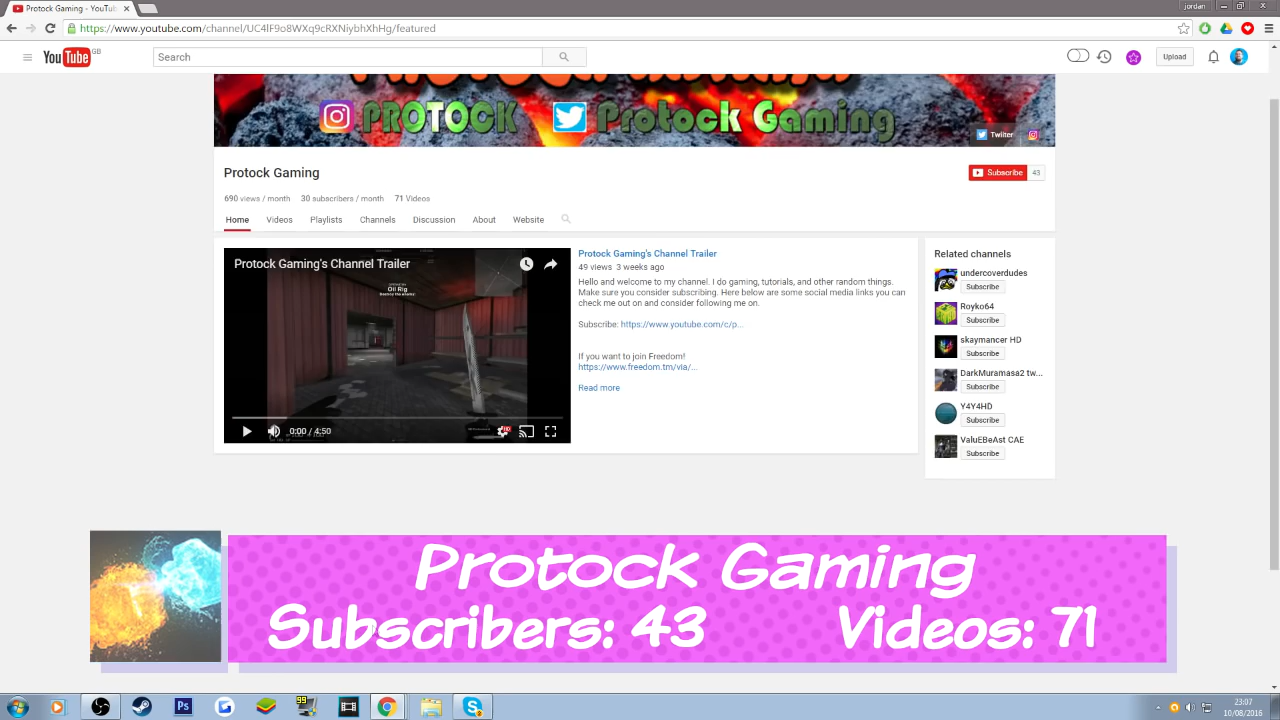 Protock Gaming - YouTub
jordan
https://www.youtube.com/channel/UC4lF9o8WXq9cRXNiybhXhHg/featured
YouTube GB
Search
Upload
PROTOCK Protock Gaming
Twitter
Protock Gaming
Subscribe 43
690 views / month 30 subscribers / month 71 Videos
Home Videos Playlists Channels Discussion About Website
Protock Gaming's Channel Trailer
Oil Rig
0:00 / 4:50
HD
Protock Gaming's Channel Trailer
49 views 3 weeks ago
Hello and welcome to my channel. I do gaming, tutorials, and other random things.
Make sure you consider subscribing. Here below are some social media links you can
check me out on and consider following me on.
Subscribe: https://www.youtube.com/c/p...
If you want to join Freedom!
https://www.freedom.tm/via/...
Read more
Related channels
undercoverdudes
Subscribe
Royko64
Subscribe
skaymancer HD
Subscribe
DarkMuramasa2 tw...
Subscribe
Y4Y4HD
Subscribe
ValuEBeAst CAE
Subscribe
Protock Gaming
Subscribers: 43 Videos: 71
99
23:07
10/08/2016